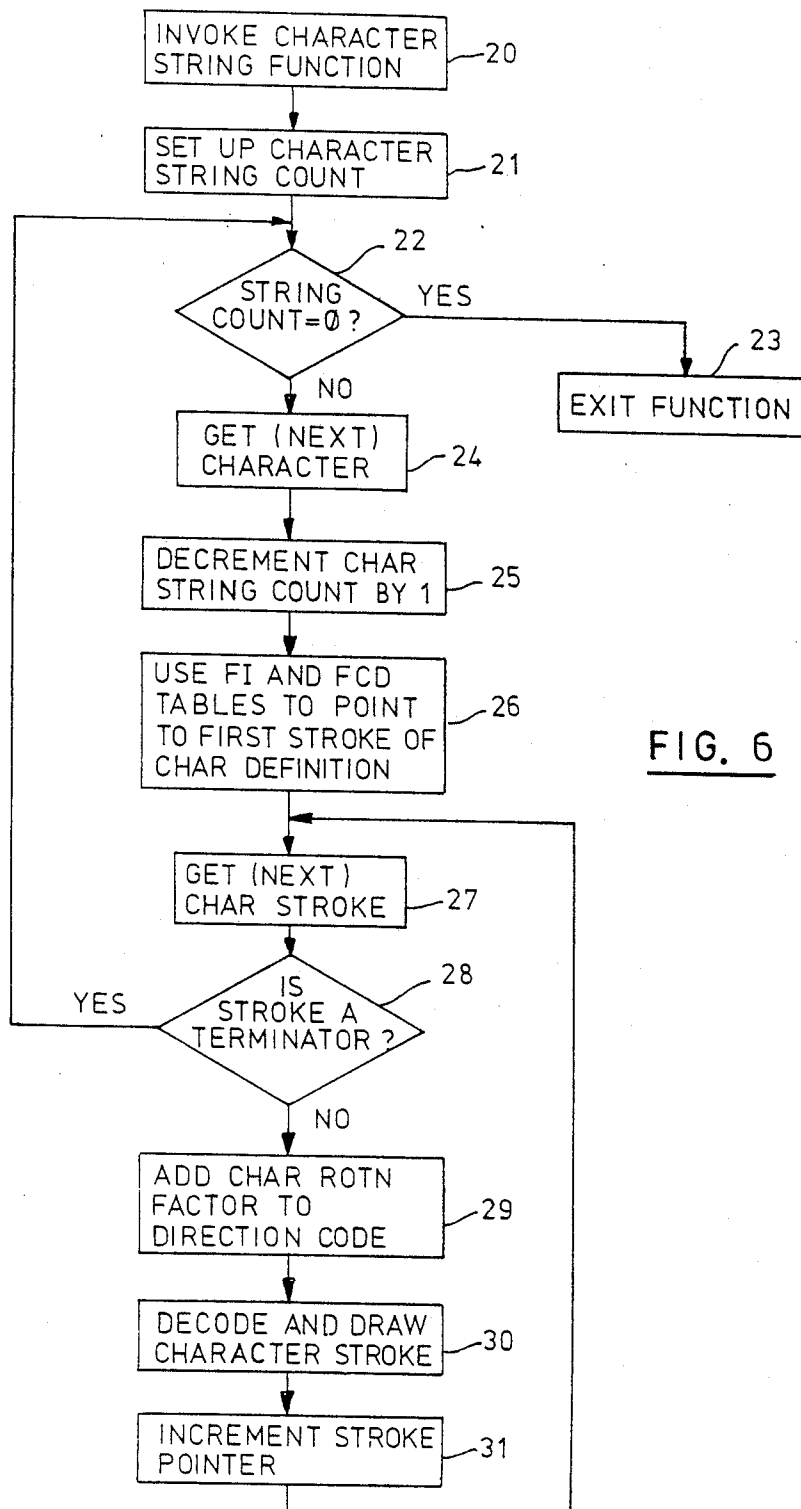 INVOKE CHARACTER
STRING FUNCTION
20
SET UP CHARACTER
STRING COUNT
21
22
STRING
COUNT=Ø?
YES
NO
23
EXIT FUNCTION
GET (NEXT)
CHARACTER
24
DECREMENT CHAR
STRING COUNT BY 1
25
USE FI AND FCD
TABLES TO POINT
TO FIRST STROKE OF
CHAR DEFINITION
26
FIG. 6
GET (NEXT)
CHAR STROKE
27
28
IS
STROKE A
TERMINATOR?
YES
NO
ADD CHAR ROTN
FACTOR TO
DIRECTION CODE
29
DECODE AND DRAW
CHARACTER STROKE
30
INCREMENT STROKE
POINTER
31